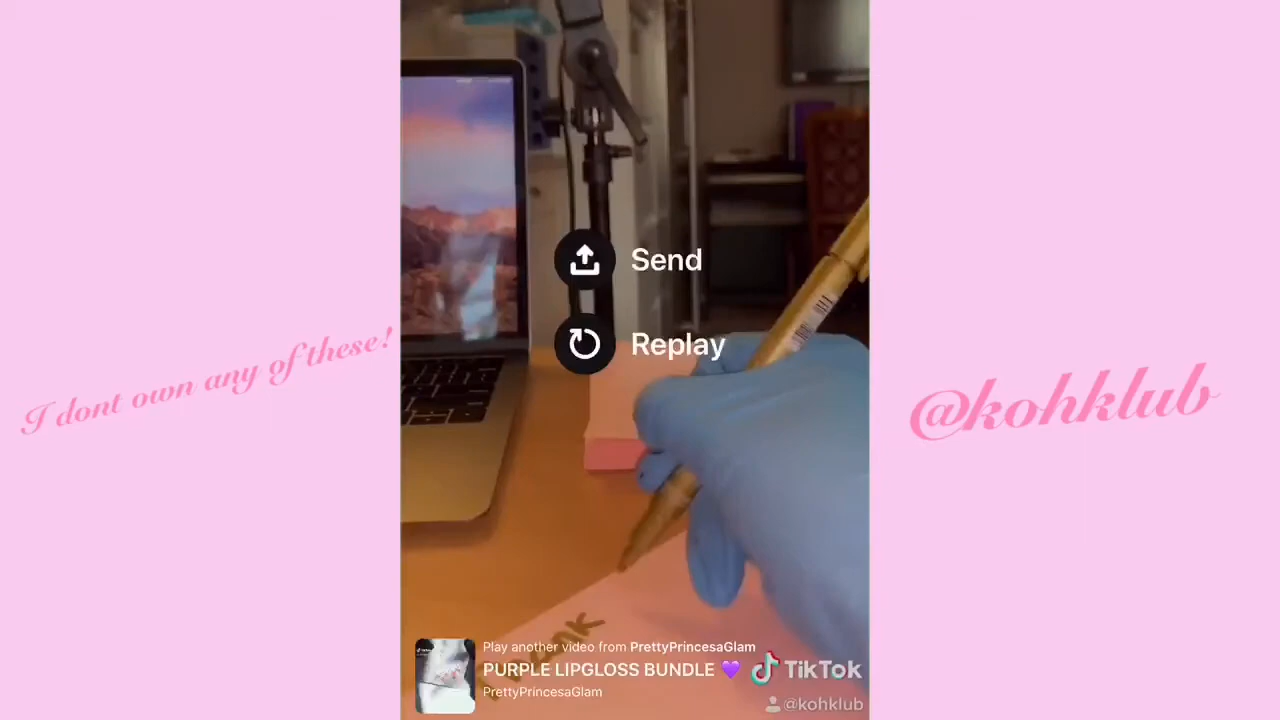 Send
Replay
I dont own any of these!
@kohklub
Thank
Play another video from PrettyPrincesaGlam
PURPLE LIPGLOSS BUNDLE 💜
PrettyPrincesaGlam
TikTok
@kohklub